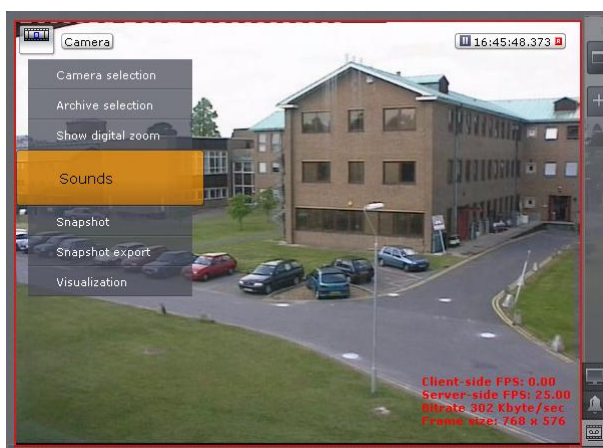 Camera
16:45:48.373 R
Camera selection
Archive selection
Show digital zoom
Sounds
Snapshot
Snapshot export
Visualization
Client-side FPS: 0.00
Server-side FPS: 25.00
Bitrate 302 Kbyte/sec
Frame size: 768 x 576